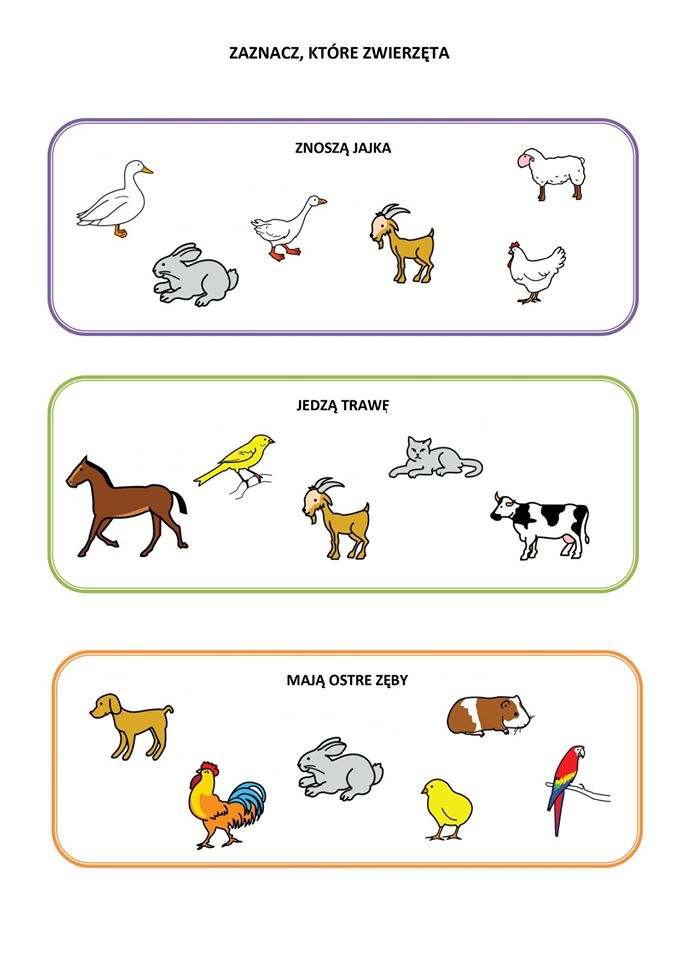 ZAZNACZ, KTÓRE ZWIERZĘTA
ZNOSZĄ JAJKA
JEDZĄ TRAWĘ
MAJĄ OSTRE ZĘBY